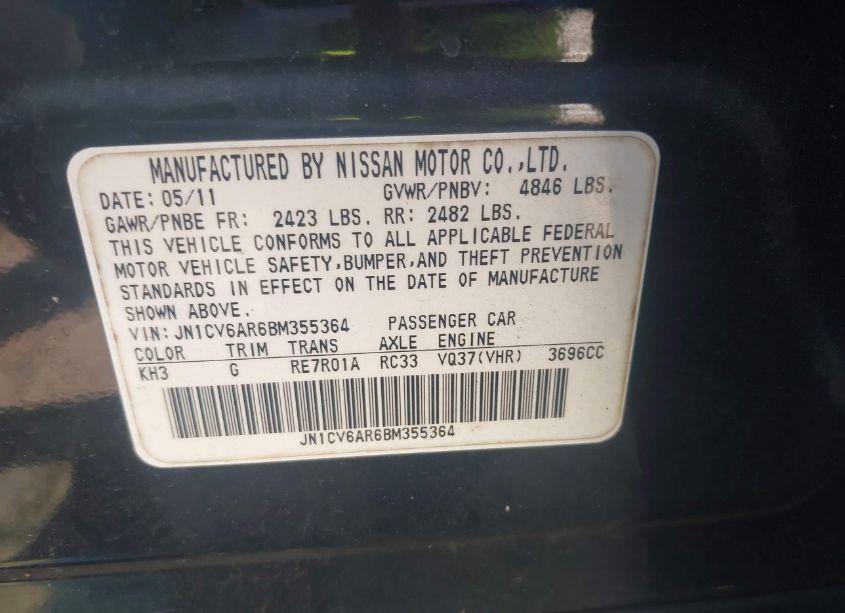 MANUFACTURED BY NISSAN MOTOR CO.,LTD.
DATE: 05/11 GVWR/PNBV: 4846 LBS.
GAWR/PNBE FR: 2423 LBS. RR: 2482 LBS.
THIS VEHICLE CONFORMS TO ALL APPLICABLE FEDERAL
MOTOR VEHICLE SAFETY,BUMPER,AND THEFT PREVENTION
STANDARDS IN EFFECT ON THE DATE OF MANUFACTURE
SHOWN ABOVE.
VIN: JN1CV6AR6BM355364 PASSENGER CAR
COLOR TRIM TRANS AXLE ENGINE
KH3 G RE7R01A RC33 VQ37(VHR) 3696CC
JN1CV6AR6BM355364